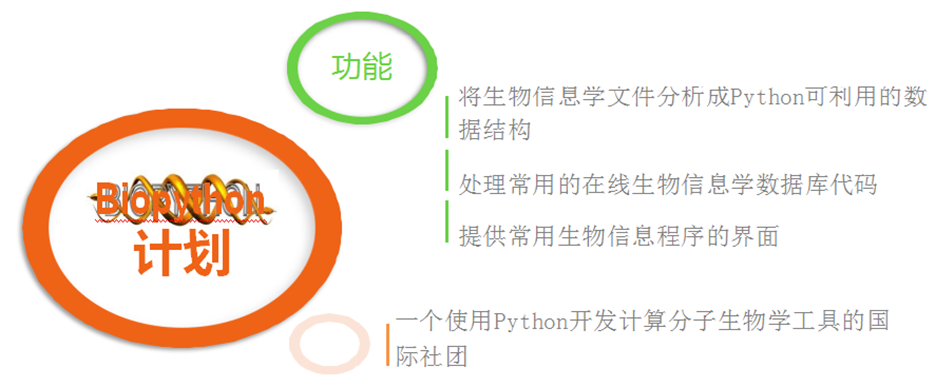 功能
将生物信息学文件分析成Python可利用的数
据结构
处理常用的在线生物信息学数据库代码
提供常用生物信息程序的界面
Biopython
计划
一个使用Python开发计算分子生物学工具的国
际社团